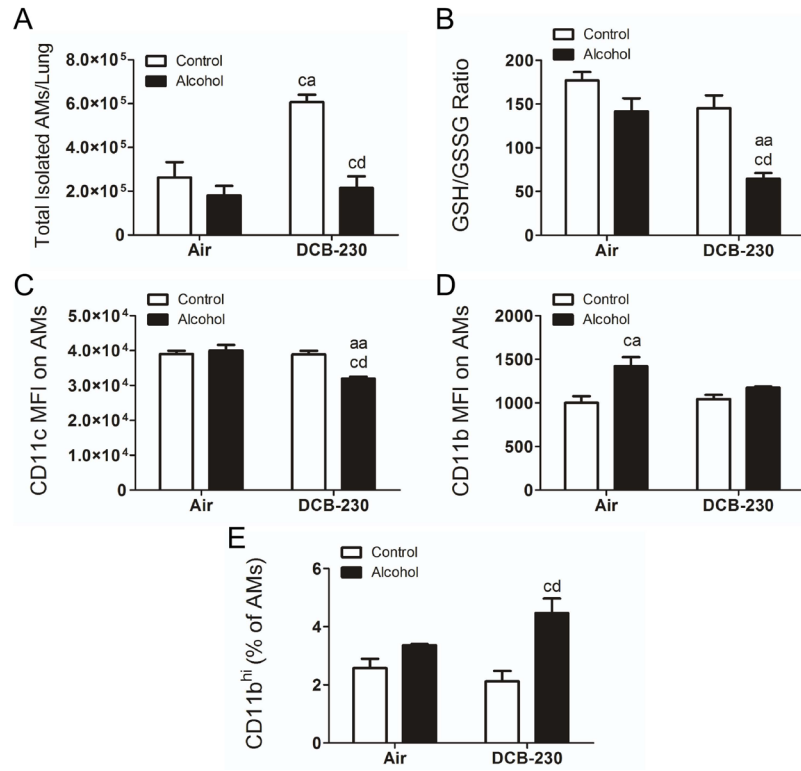 A
Total Isolated AMs/Lung
8.0×10⁵
6.0×10⁵
4.0×10⁵
2.0×10⁵
0
Control
Alcohol
ca
cd
Air
DCB-230
B
GSH/GSSG Ratio
200
150
100
50
0
Control
Alcohol
aa
cd
Air
DCB-230
C
CD11c MFI on AMs
5.0×10⁴
4.0×10⁴
3.0×10⁴
2.0×10⁴
1.0×10⁴
0
Control
Alcohol
aa
cd
Air
DCB-230
D
CD11b MFI on AMs
2000
1500
1000
500
0
Control
Alcohol
ca
Air
DCB-230
E
CD11bʰⁱ (% of AMs)
6
4
2
0
Control
Alcohol
cd
Air
DCB-230